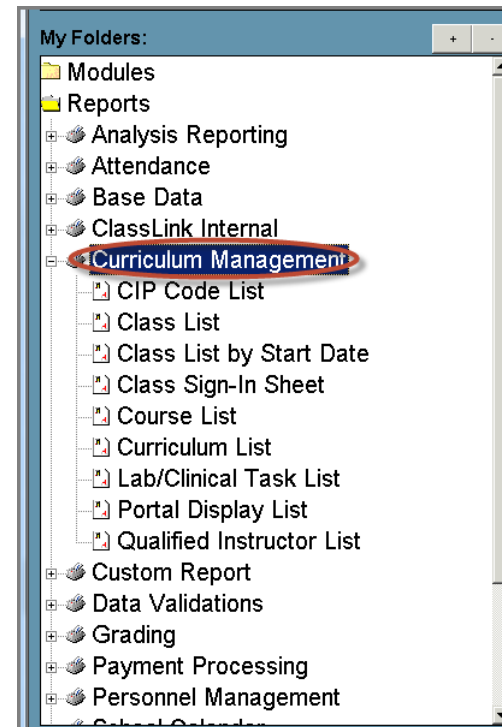 My Folders:
+ -
Modules
Reports
Analysis Reporting
Attendance
Base Data
ClassLink Internal
Curriculum Management
CIP Code List
Class List
Class List by Start Date
Class Sign-In Sheet
Course List
Curriculum List
Lab/Clinical Task List
Portal Display List
Qualified Instructor List
Custom Report
Data Validations
Grading
Payment Processing
Personnel Management